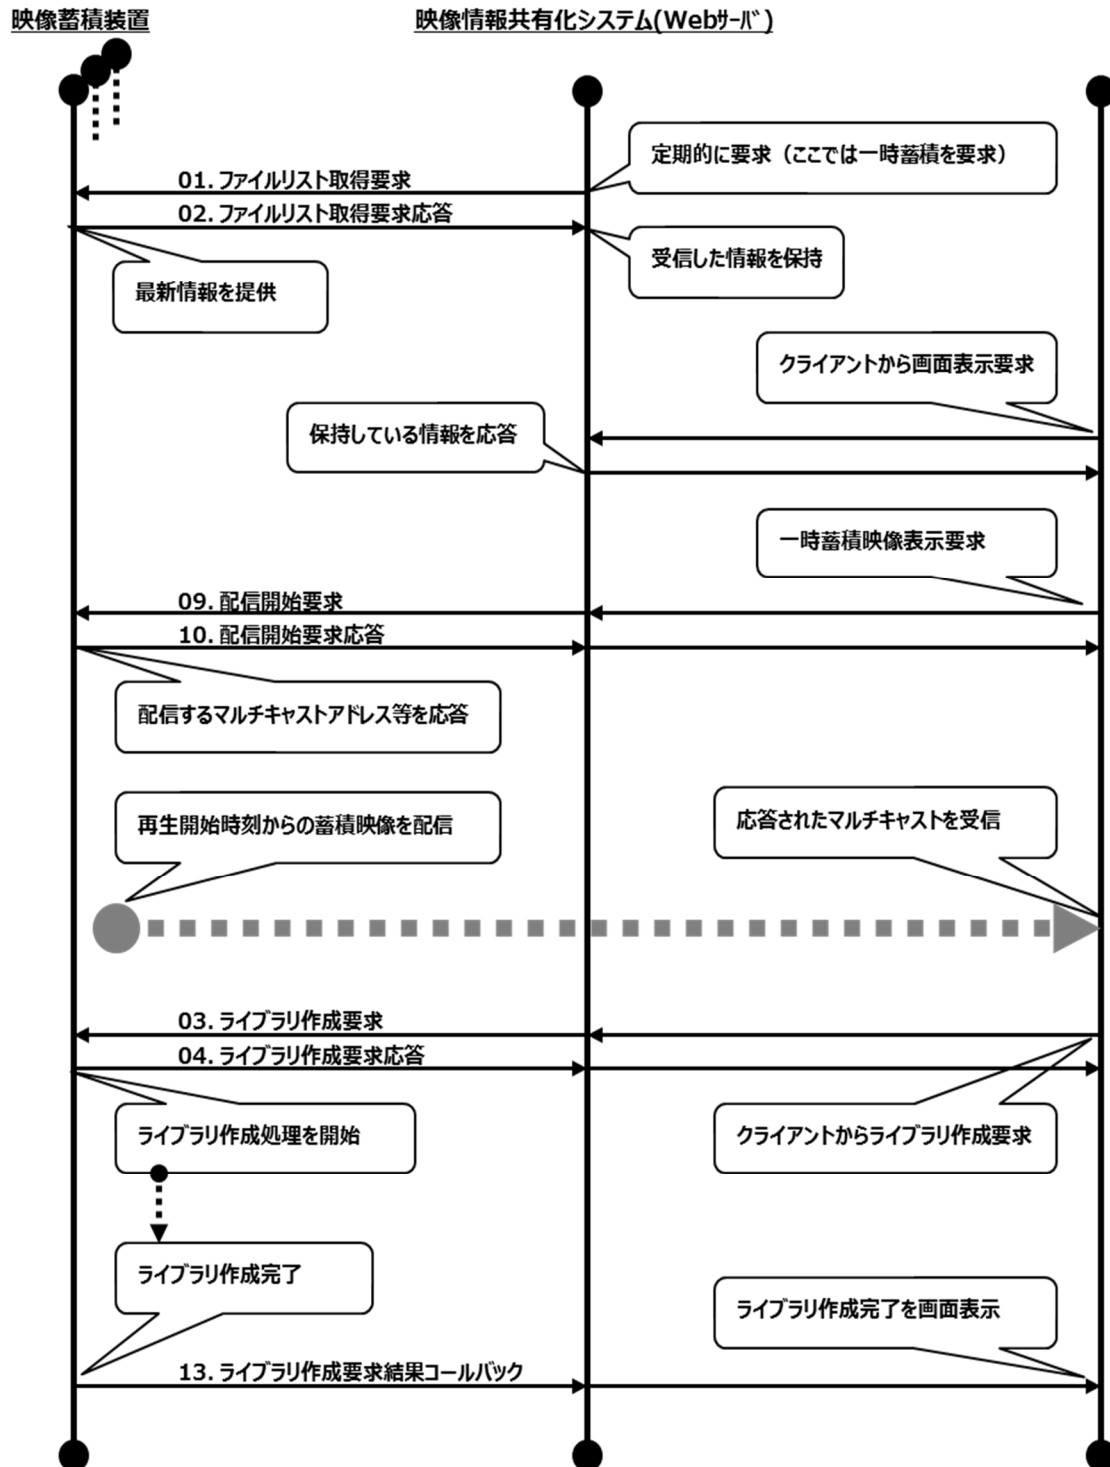 映像蓄積装置
映像情報共有化システム(Webｻｰﾊﾞ)
定期的に要求（ここでは一時蓄積を要求）
01. ファイルリスト取得要求
02. ファイルリスト取得要求応答
受信した情報を保持
最新情報を提供
クライアントから画面表示要求
保持している情報を応答
一時蓄積映像表示要求
09. 配信開始要求
10. 配信開始要求応答
配信するマルチキャストアドレス等を応答
再生開始時刻からの蓄積映像を配信
応答されたマルチキャストを受信
03. ライブラリ作成要求
04. ライブラリ作成要求応答
ライブラリ作成処理を開始
クライアントからライブラリ作成要求
ライブラリ作成完了
ライブラリ作成完了を画面表示
13. ライブラリ作成要求結果コールバック